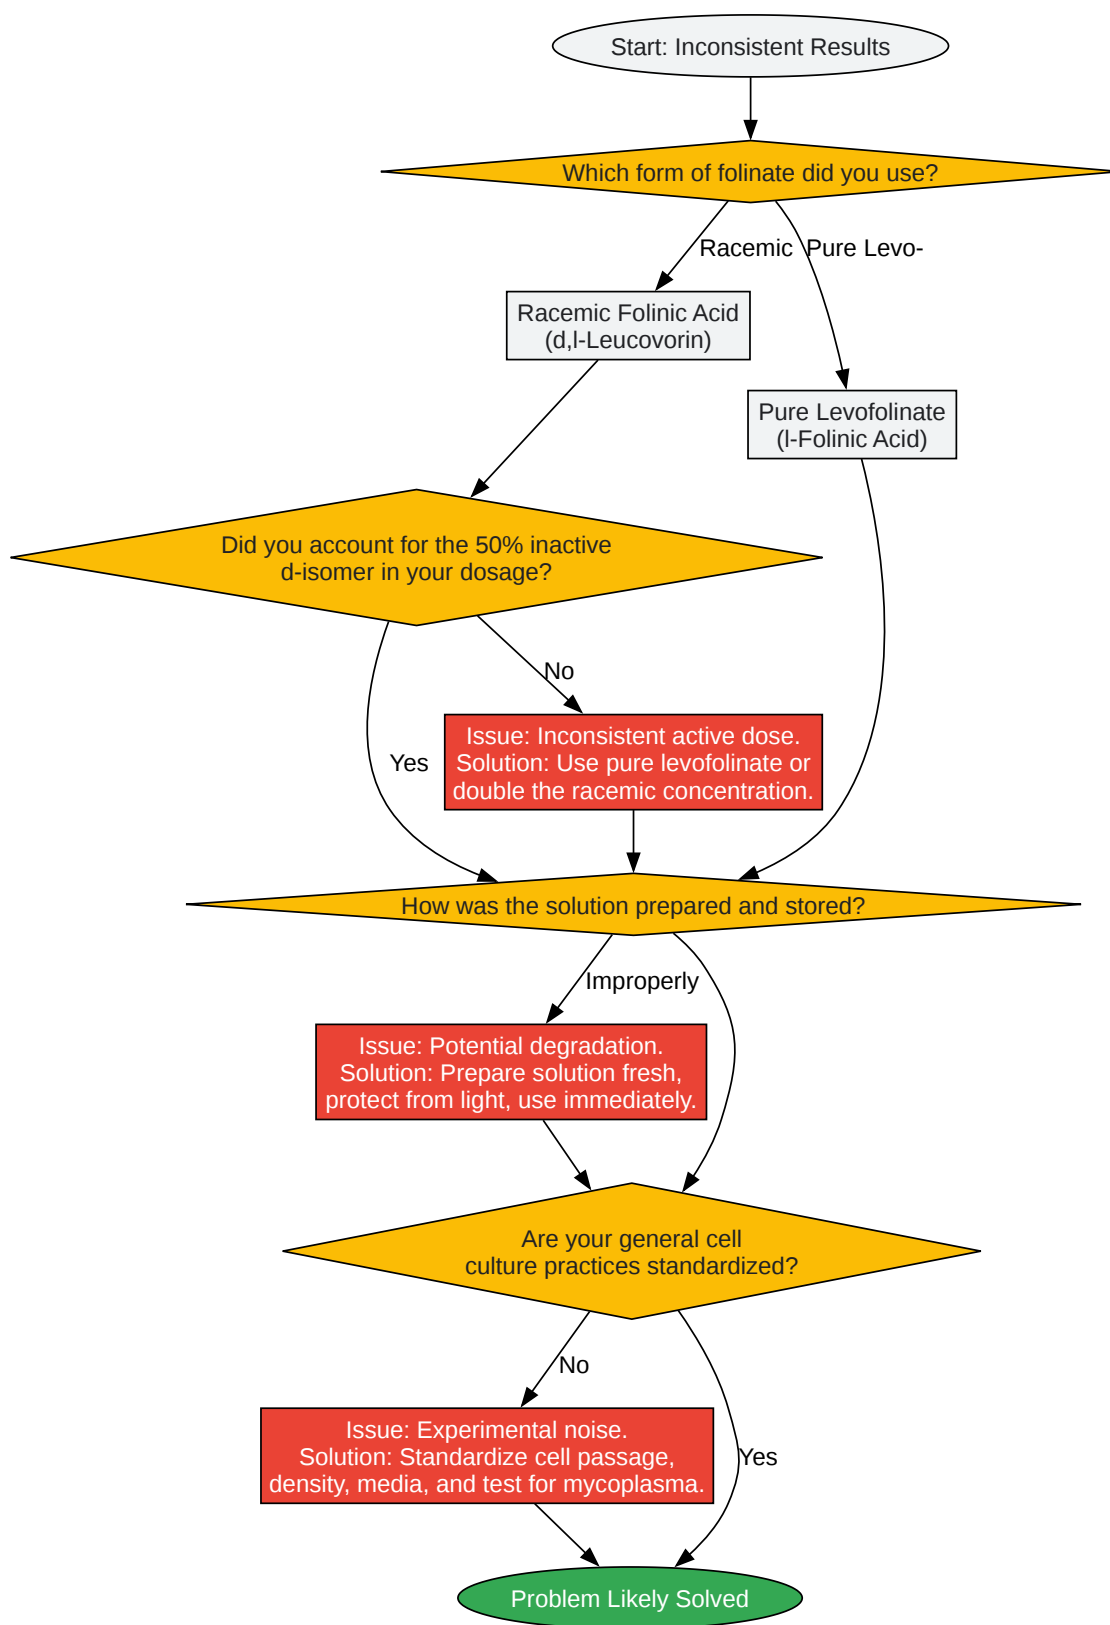 Start: Inconsistent Results
Which form of folinate did you use?
Racemic
Pure Levo-
Racemic Folinic Acid
(d,l-Leucovorin)
Pure Levofolinate
(l-Folinic Acid)
Did you account for the 50% inactive
d-isomer in your dosage?
No
Issue: Inconsistent active dose.
Solution: Use pure levofolinate or
double the racemic concentration.
Yes
How was the solution prepared and stored?
Improperly
Issue: Potential degradation.
Solution: Prepare solution fresh,
protect from light, use immediately.
Are your general cell
culture practices standardized?
No
Issue: Experimental noise.
Solution: Standardize cell passage,
density, media, and test for mycoplasma.
Yes
Problem Likely Solved